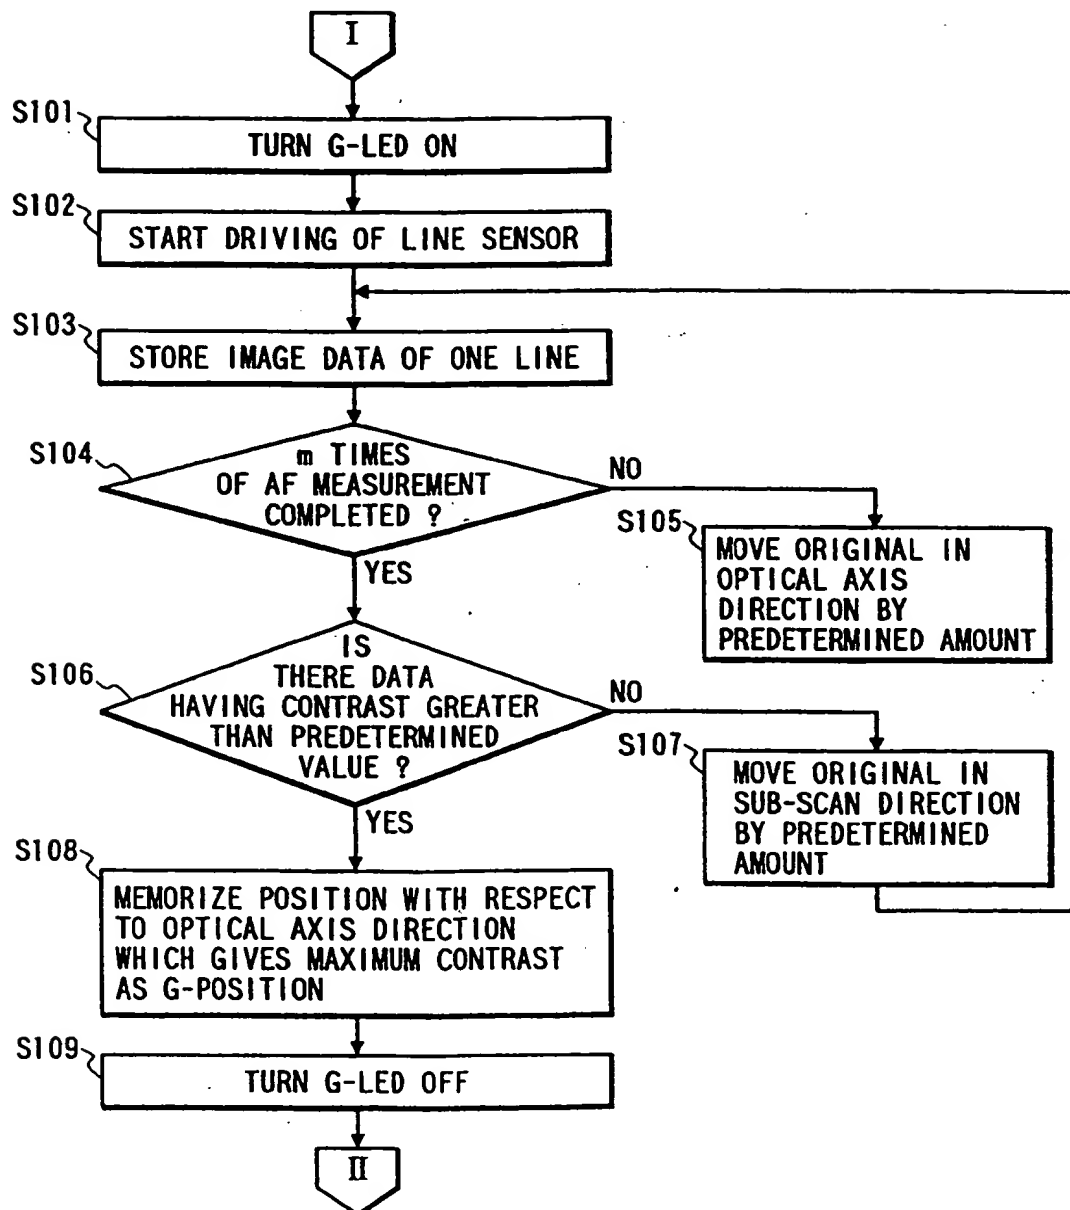 I
S101
TURN G-LED ON
S102
START DRIVING OF LINE SENSOR
S103
STORE IMAGE DATA OF ONE LINE
S104
m TIMES
OF AF MEASUREMENT
COMPLETED ?
NO
YES
S105
MOVE ORIGINAL IN
OPTICAL AXIS
DIRECTION BY
PREDETERMINED AMOUNT
S106
IS
THERE DATA
HAVING CONTRAST GREATER
THAN PREDETERMINED
VALUE ?
NO
YES
S107
MOVE ORIGINAL IN
SUB-SCAN DIRECTION
BY PREDETERMINED
AMOUNT
S108
MEMORIZE POSITION WITH RESPECT
TO OPTICAL AXIS DIRECTION
WHICH GIVES MAXIMUM CONTRAST
AS G-POSITION
S109
TURN G-LED OFF
II